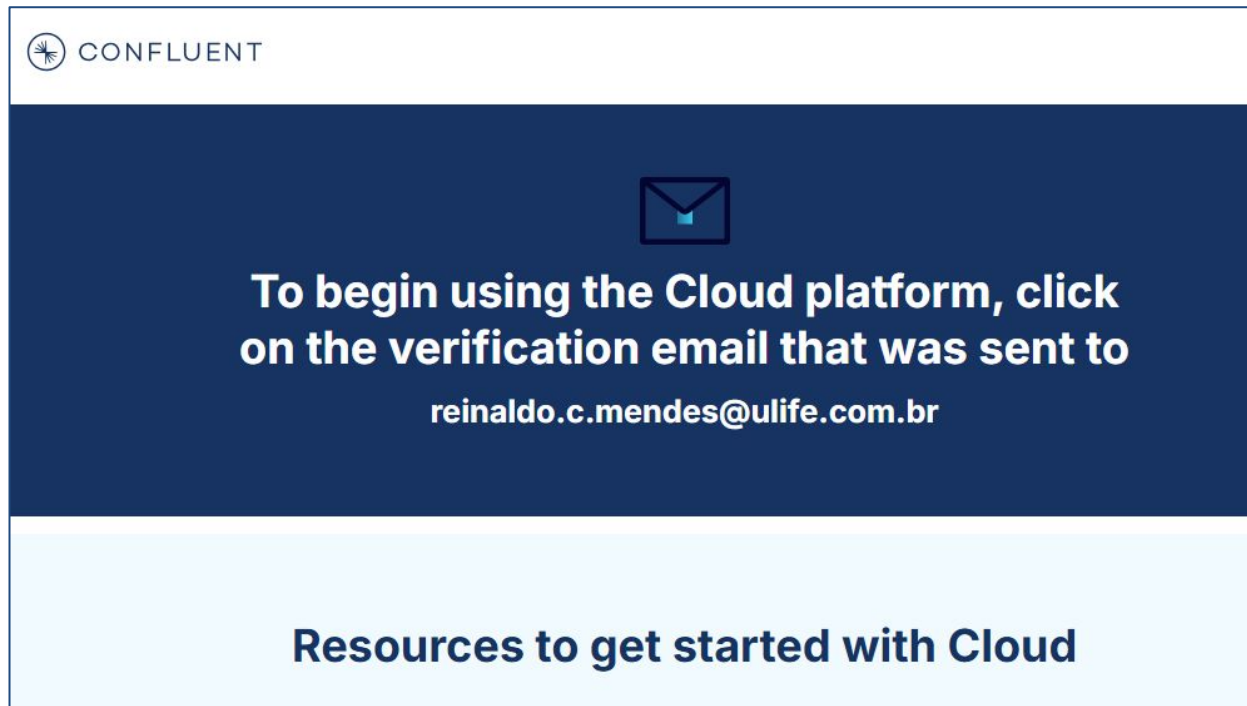 CONFLUENT
To begin using the Cloud platform, click
on the verification email that was sent to
reinaldo.c.mendes@ulife.com.br
Resources to get started with Cloud